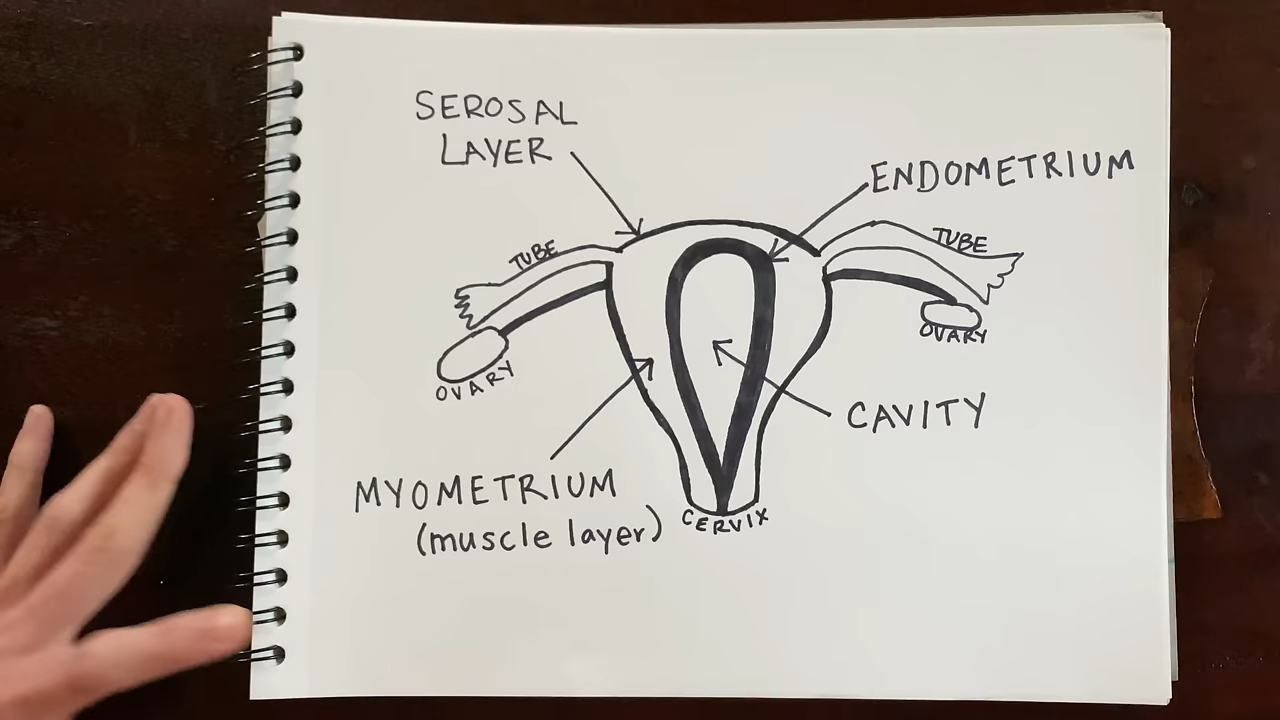 SEROSAL
LAYER
ENDOMETRIUM
TUBE
TUBE
OVARY
OVARY
CAVITY
MYOMETRIUM
(muscle layer)
CERVIX